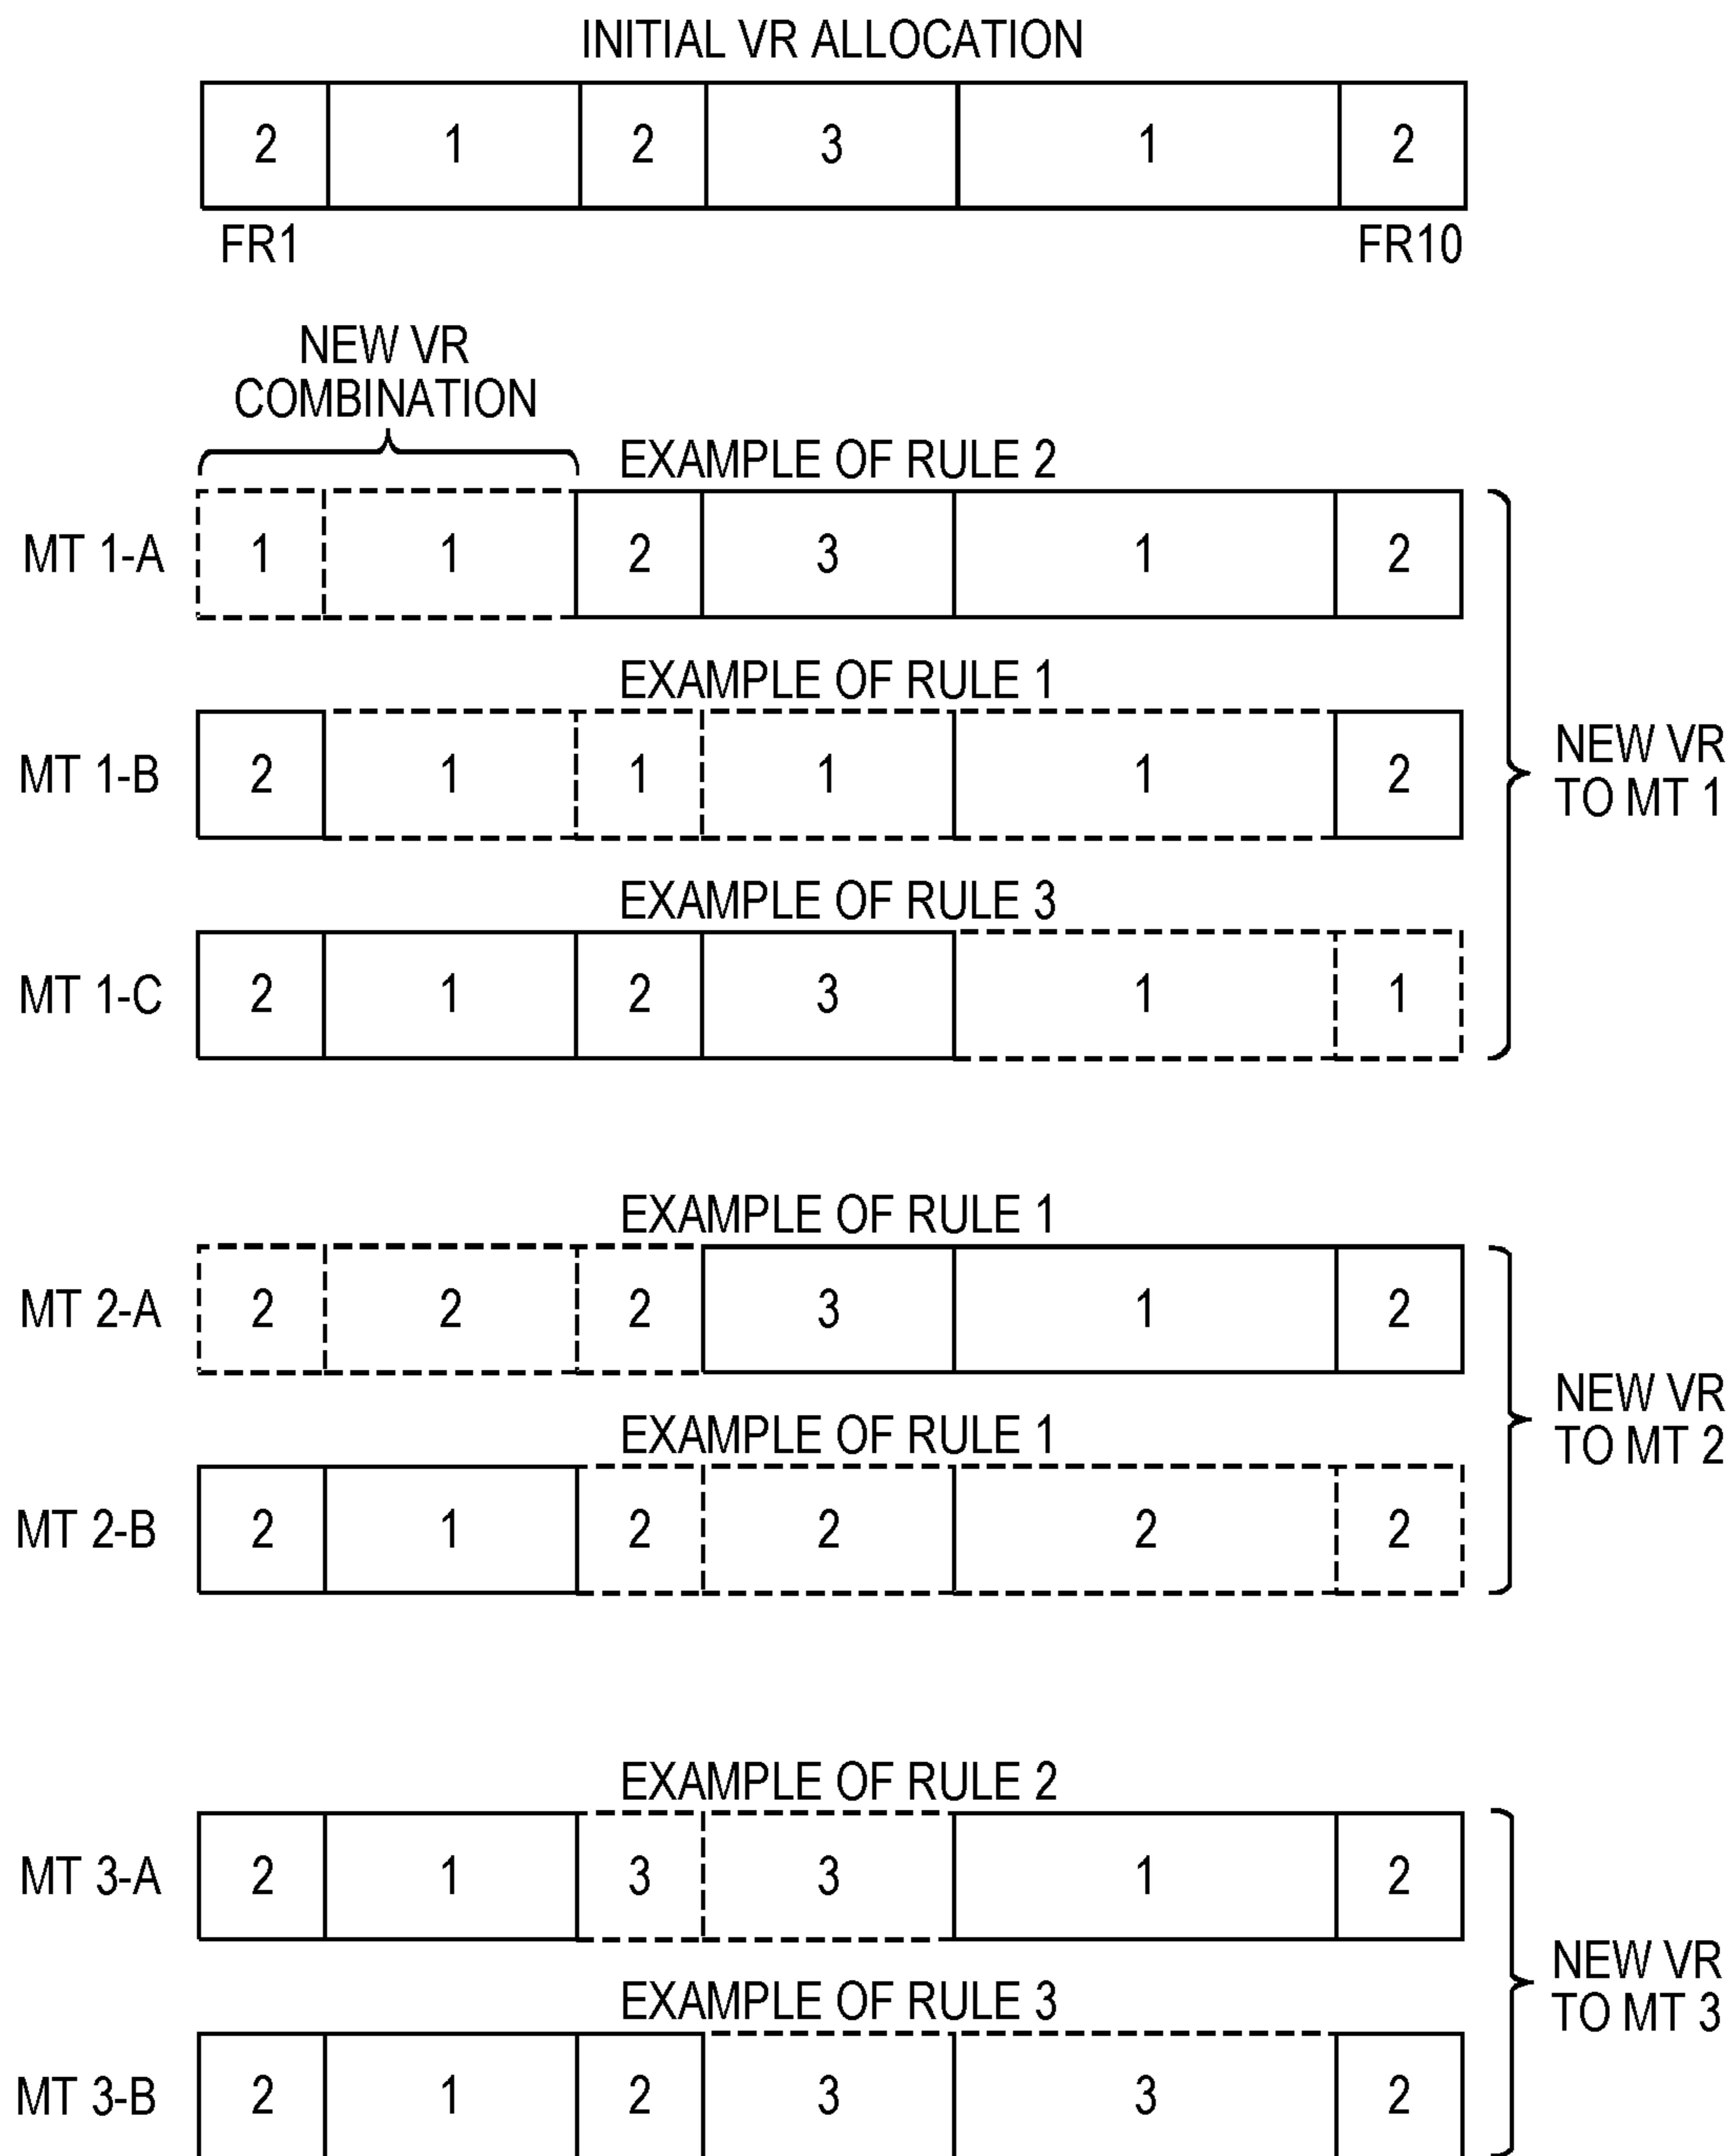 INITIAL VR ALLOCATION
2 1 2 3 1 2
FR1 FR10
NEW VR
COMBINATION
EXAMPLE OF RULE 2
MT 1-A 1 1 2 3 1 2
EXAMPLE OF RULE 1
MT 1-B 2 1 1 1 1 2
NEW VR
TO MT 1
EXAMPLE OF RULE 3
MT 1-C 2 1 2 3 1 1
EXAMPLE OF RULE 1
MT 2-A 2 2 2 3 1 2
NEW VR
TO MT 2
EXAMPLE OF RULE 1
MT 2-B 2 1 2 2 2 2
EXAMPLE OF RULE 2
MT 3-A 2 1 3 3 1 2
NEW VR
TO MT 3
EXAMPLE OF RULE 3
MT 3-B 2 1 2 3 3 2